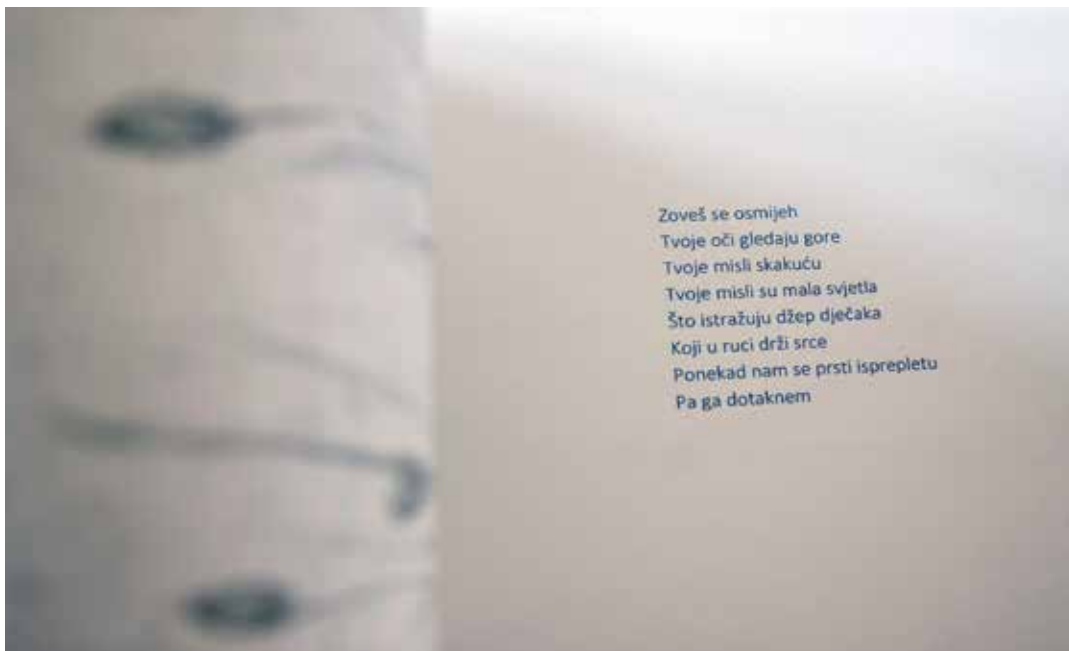 Zoveš se osmijeh
Tvoje oči gledaju gore
Tvoje misli skakuću
Tvoje misli su mala svjetla
Što istražuju džep dječaka
Koji u ruci drži srce
Ponekad nam se prsti isprepletu
Pa ga dotaknem